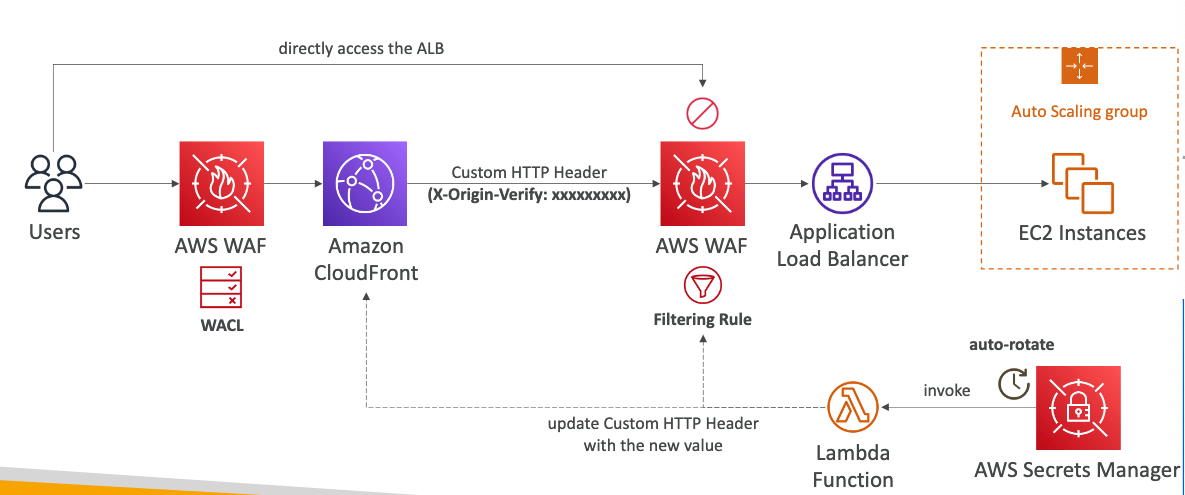 directly access the ALB
Auto Scaling group
Custom HTTP Header
(X-Origin-Verify: xxxxxxxxx)
Users
AWS WAF
Amazon
CloudFront
AWS WAF
Application
Load Balancer
EC2 Instances
WACL
Filtering Rule
auto-rotate
invoke
update Custom HTTP Header
with the new value
Lambda
Function
AWS Secrets Manager